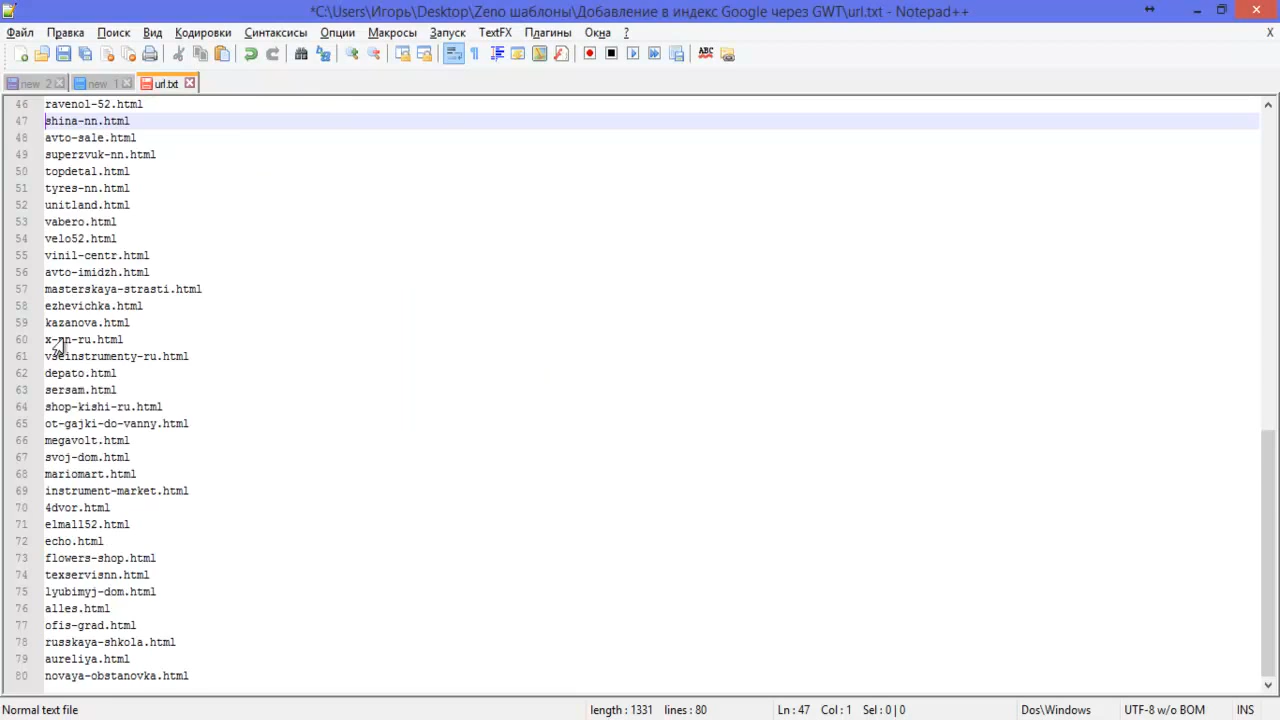 *C:\Users\Игорь\Desktop\Zeno шаблоны\Добавление в индекс Google через GWT\url.txt - Notepad++
Файл Правка Поиск Вид Кодировки Синтаксисы Опции Макросы Запуск TextFX Плагины Окна ? X
new 2 new 1 url.txt
46 ravenol-52.html
47 shina-nn.html
48 avto-sale.html
49 superzvuk-nn.html
50 topdetal.html
51 tyres-nn.html
52 unitland.html
53 vabero.html
54 velo52.html
55 vinil-centr.html
56 avto-imidzh.html
57 masterskaya-strasti.html
58 ezhevichka.html
59 kazanova.html
60 x-nn-ru.html
61 vseinstrumenty-ru.html
62 depato.html
63 sersam.html
64 shop-kishi-ru.html
65 ot-gajki-do-vanny.html
66 megavolt.html
67 svoj-dom.html
68 mariomart.html
69 instrument-market.html
70 4dvor.html
71 elmall52.html
72 echo.html
73 flowers-shop.html
74 texservisnn.html
75 lyubimyj-dom.html
76 alles.html
77 ofis-grad.html
78 russkaya-shkola.html
79 aureliya.html
80 novaya-obstanovka.html
Normal text file length : 1331 lines : 80 Ln : 47 Col : 1 Sel : 0 | 0 Dos\Windows UTF-8 w/o BOM INS